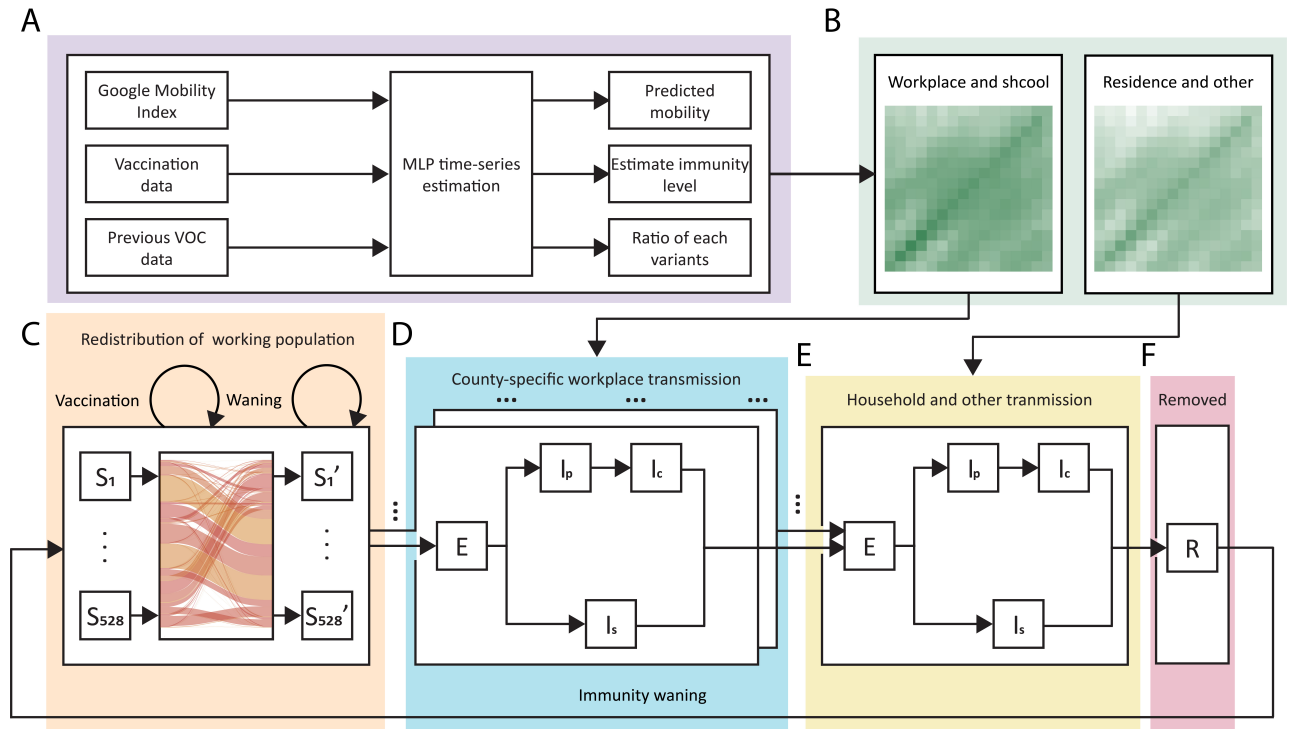 A
Google Mobility
Index
Vaccination
data
Previous VOC
data
MLP time-series
estimation
Predicted
mobility
Estimate immunity
level
Ratio of each
variants
B
Workplace and shcool
Residence and other
C
Redistribution of working population
Vaccination
Waning
S₁
S₁′
S₅₂₈
S₅₂₈′
D
County-specific workplace transmission
... ... ...
...
E
Iₚ
I꜀
Iₛ
Immunity waning
E
Household and other tranmission
...
E
Iₚ
I꜀
Iₛ
F
Removed
R